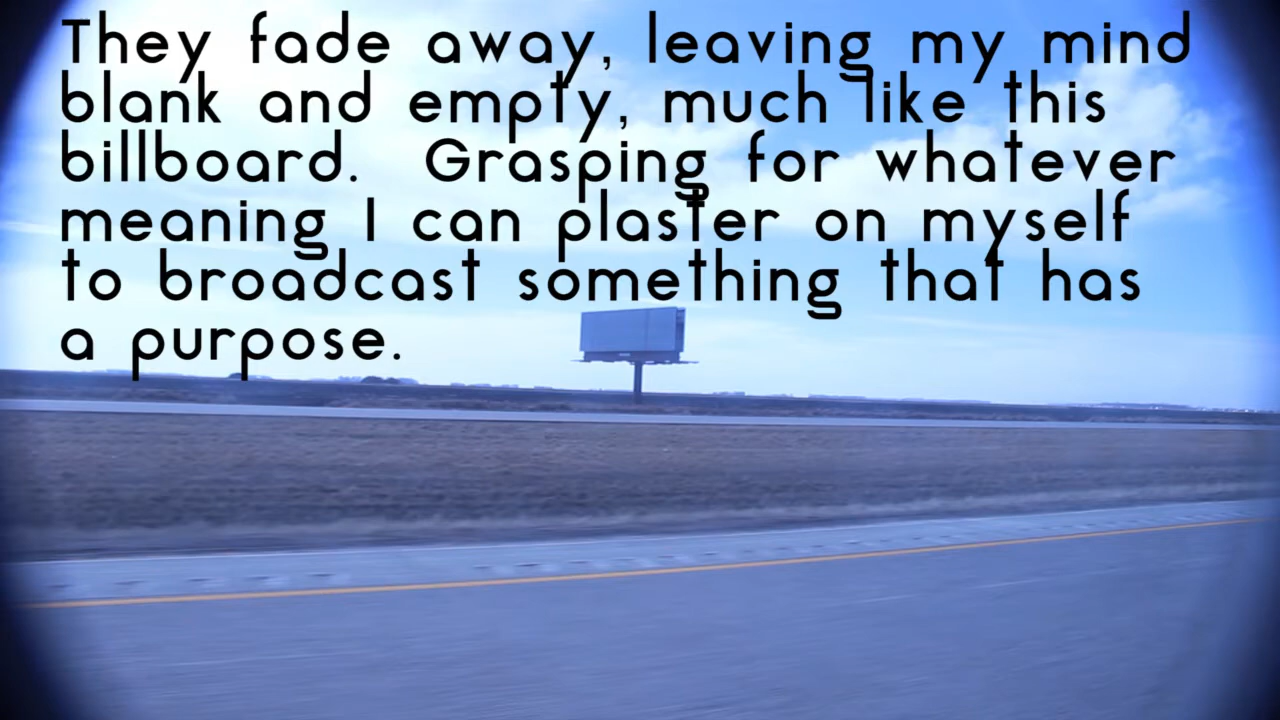 They fade away, leaving my mind
blank and empty, much like this
billboard.  Grasping for whatever
meaning I can plaster on myself
to broadcast something that has
a purpose.